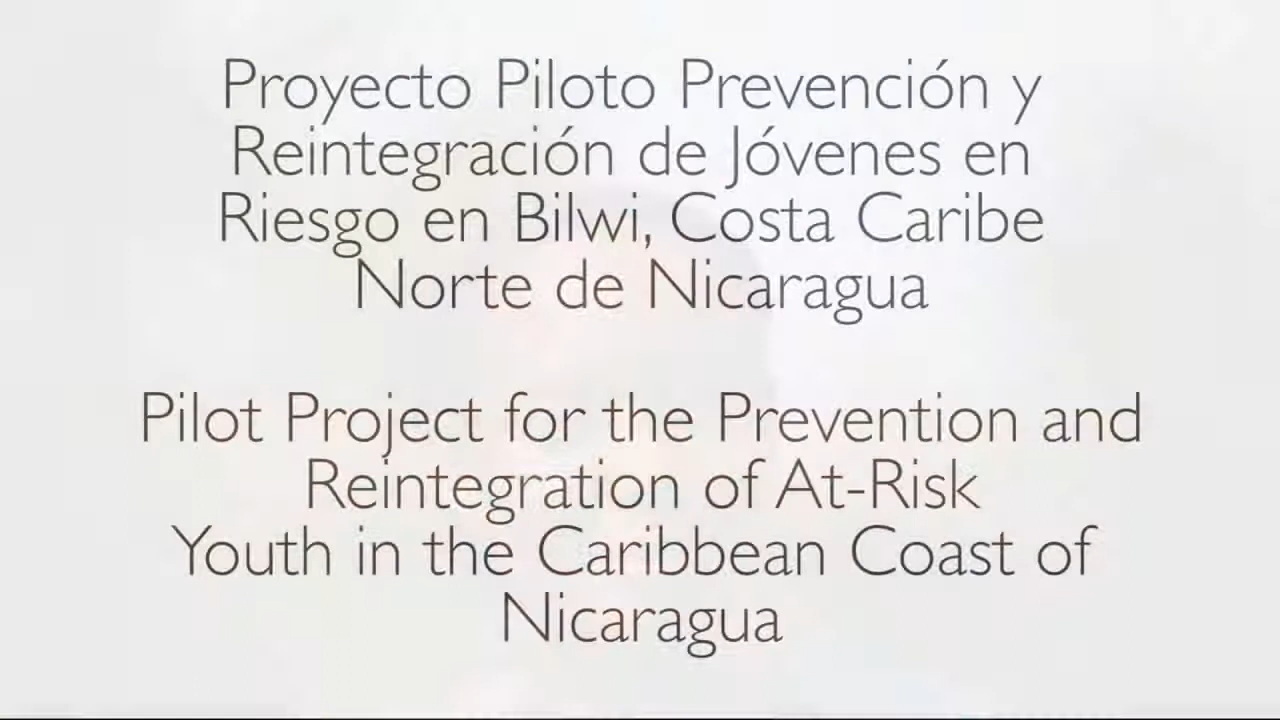 Proyecto Piloto Prevención y
Reintegración de Jóvenes en
Riesgo en Bilwi, Costa Caribe
Norte de Nicaragua
Pilot Project for the Prevention and
Reintegration of At-Risk
Youth in the Caribbean Coast of
Nicaragua